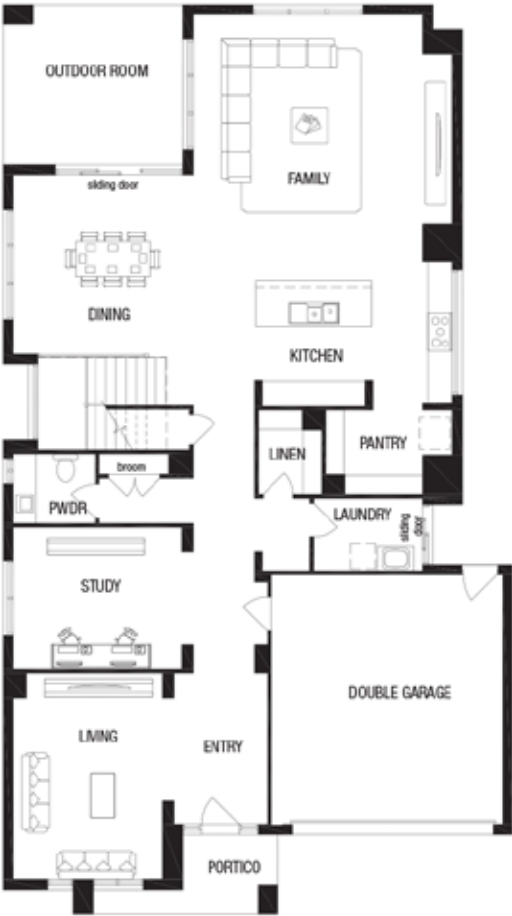 OUTDOOR ROOM
sliding door
FAMILY
DINING
KITCHEN
PANTRY
LINEN
broom
PWDR
LAUNDRY
sliding
door
STUDY
DOUBLE GARAGE
LIVING
ENTRY
PORTICO